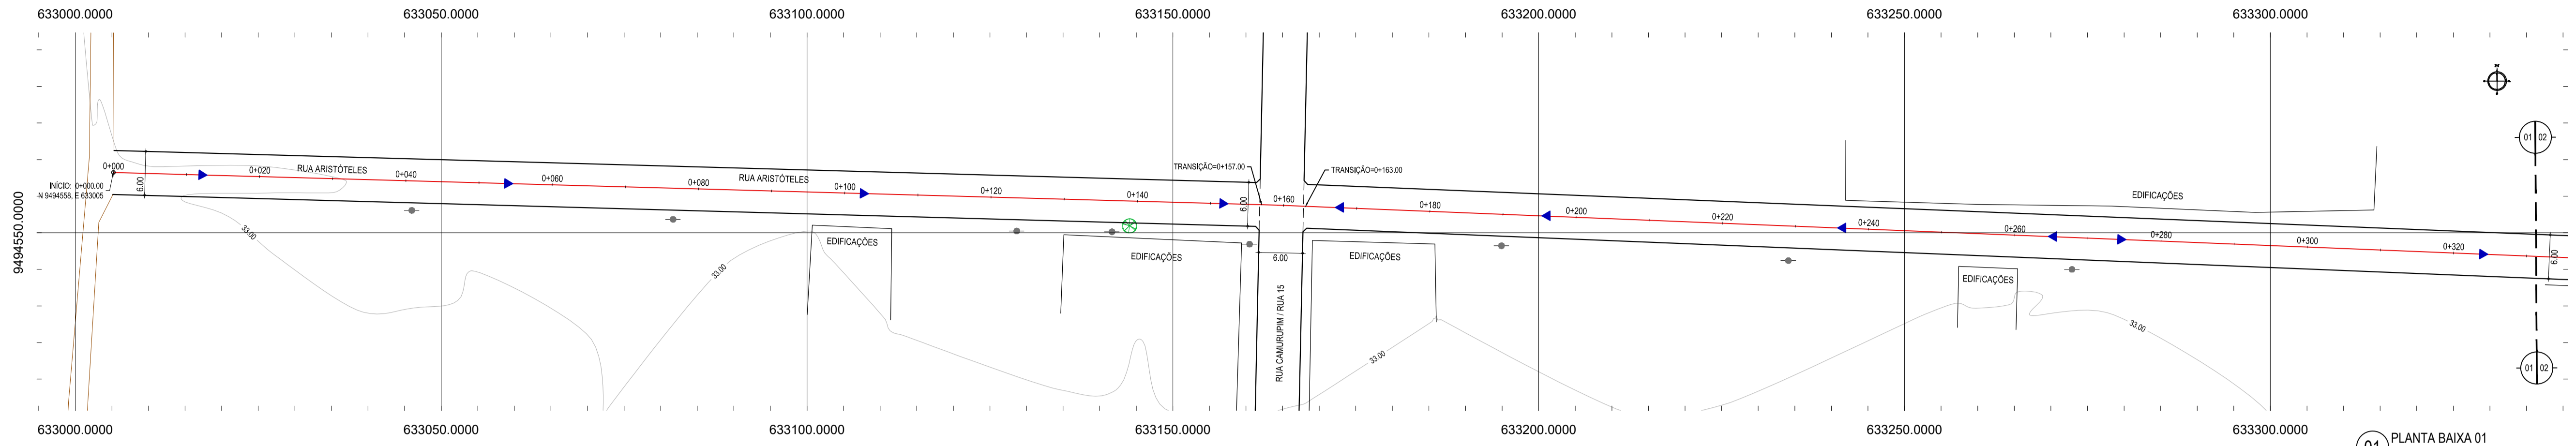 633000.0000 633050.0000 633100.0000 633150.0000 633200.0000 633250.0000 633300.0000
N
01 02
0+000
INÍCIO: 0+000.00
N 9494558, E 633005
6.00
0+020
RUA ARISTÓTELES
0+040
0+060
0+080
RUA ARISTÓTELES
0+100
0+120
0+140
TRANSIÇÃO=0+157.00
6.00
0+160
TRANSIÇÃO=0+163.00
0+180
0+200
0+220
0+240
0+260
EDIFICAÇÕES
0+280
0+300
0+320
6.00
9494550.0000
33.00
33.00
EDIFICAÇÕES
EDIFICAÇÕES
6.00
RUA CAMURUPIM / RUA 15
EDIFICAÇÕES
33.00
EDIFICAÇÕES
33.00
01 02
633000.0000 633050.0000 633100.0000 633150.0000 633200.0000 633250.0000 633300.0000
01 PLANTA BAIXA 01